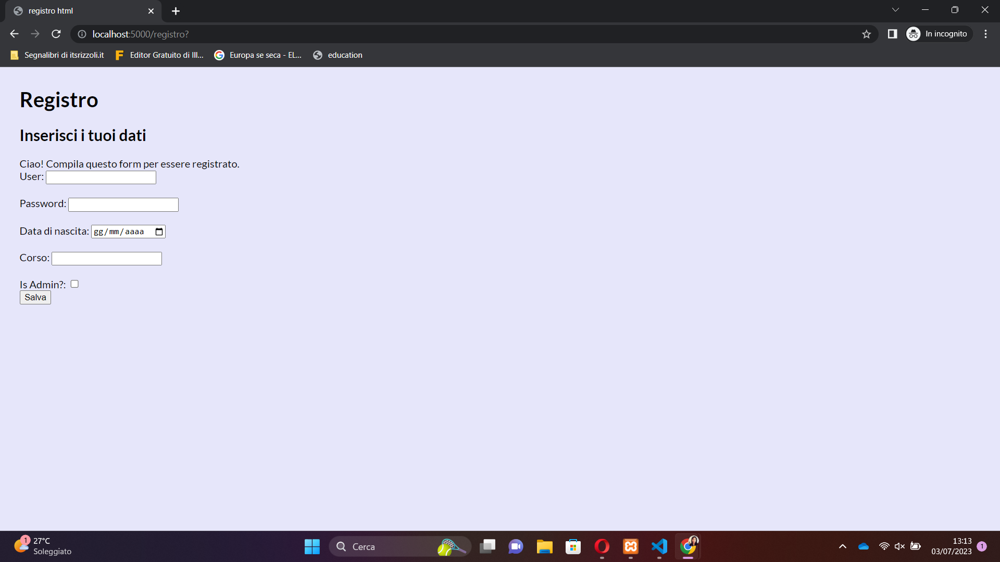 registro html
localhost:5000/registro?
In incognito
Segnalibri di itsrizzoli.it
Editor Gratuito di Ill...
Europa se seca - EL...
education
Registro
Inserisci i tuoi dati
Ciao! Compila questo form per essere registrato.
User:
Password:
Data di nascita: gg/mm/aaaa
Corso:
Is Admin?:
Salva
1
27°C
Soleggiato
Cerca
13:13
03/07/2023
1